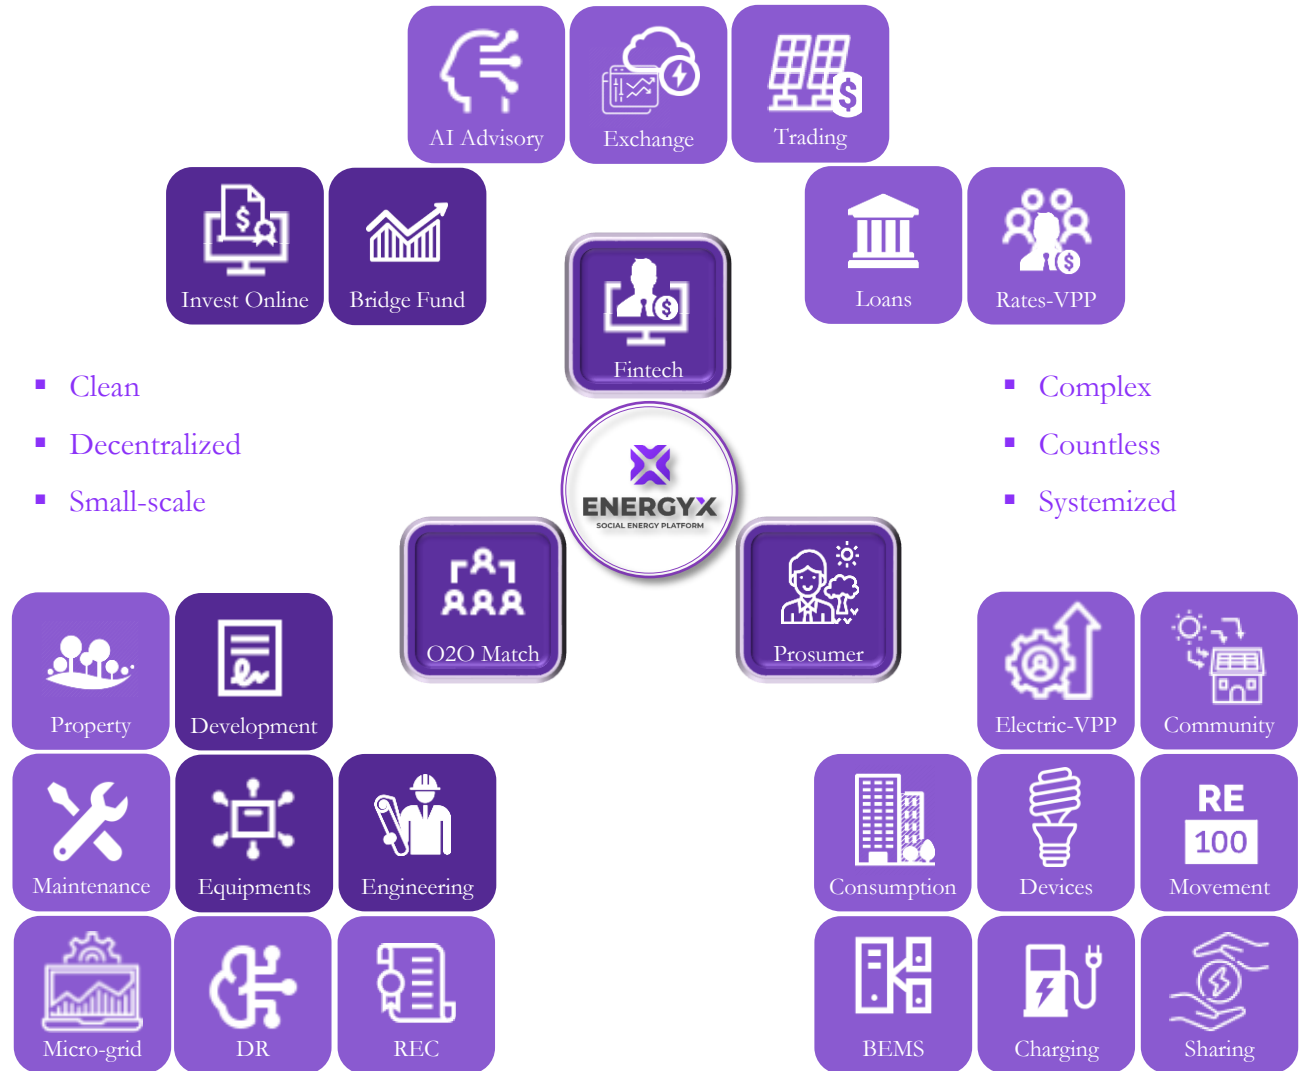 AI Advisory
Exchange
Trading
Invest Online
Bridge Fund
Loans
Rates-VPP
Fintech
Clean
Decentralized
Small-scale
Complex
Countless
Systemized
ENERGYX
SOCIAL ENERGY PLATFORM
O2O Match
Prosumer
Property
Development
Maintenance
Equipments
Engineering
Micro-grid
DR
REC
Electric-VPP
Community
Consumption
Devices
RE
100
Movement
BEMS
Charging
Sharing